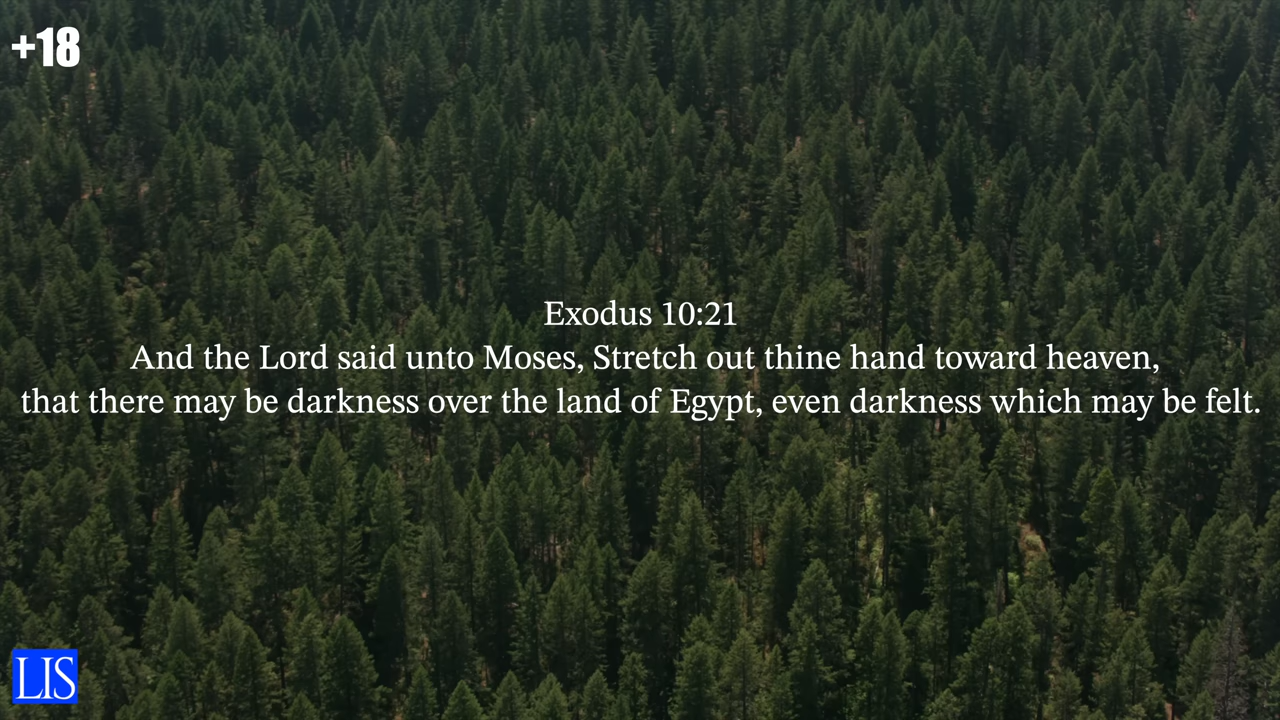 +18
Exodus 10:21
And the Lord said unto Moses, Stretch out thine hand toward heaven,
that there may be darkness over the land of Egypt, even darkness which may be felt.
LIS